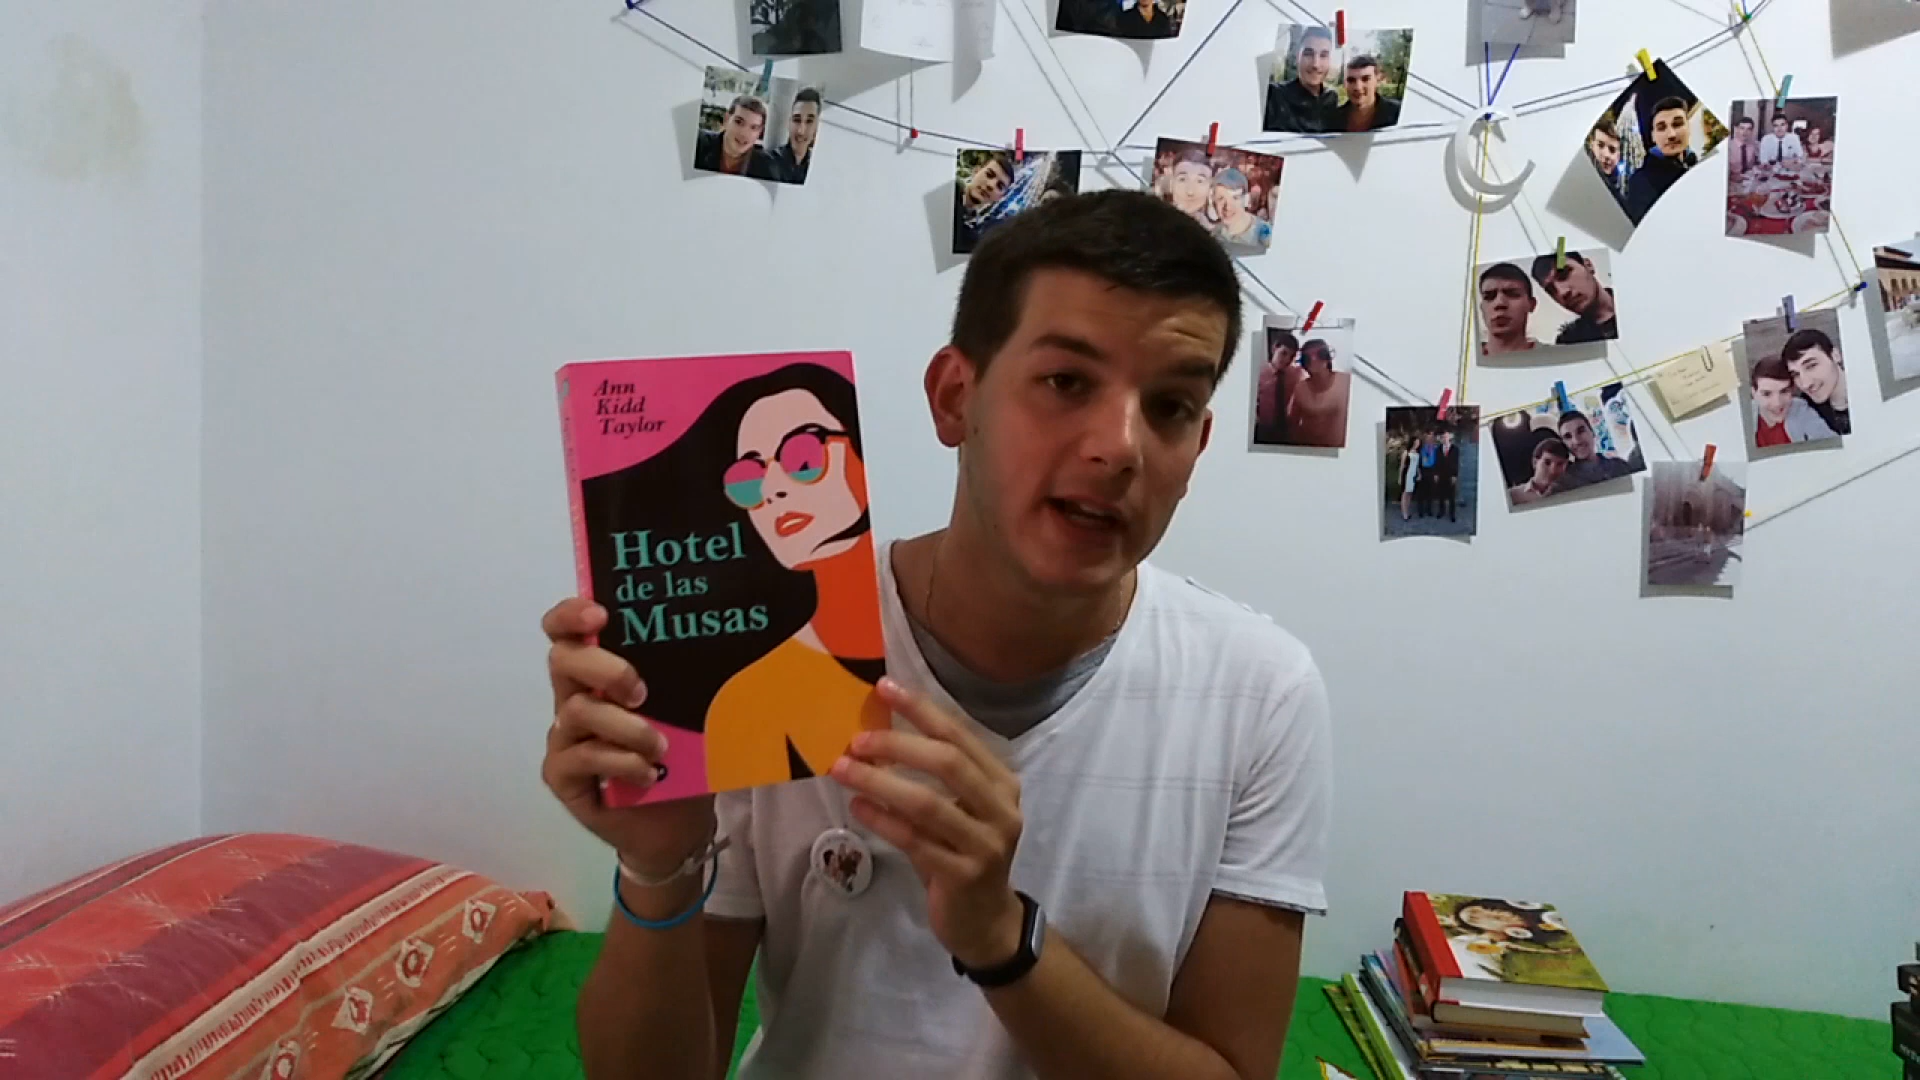 Ann
Kidd
Taylor
Hotel
de las
Musas